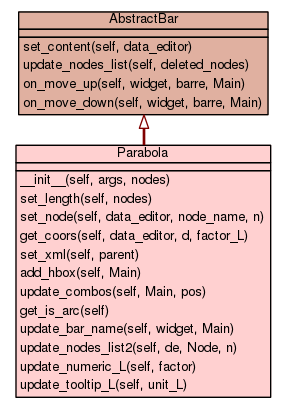 AbstractBar
set_content(self, data_editor)
update_nodes_list(self, deleted_nodes)
on_move_up(self, widget, barre, Main)
on_move_down(self, widget, barre, Main)
Parabola
__init__(self, args, nodes)
set_length(self, nodes)
set_node(self, data_editor, node_name, n)
get_coors(self, data_editor, d, factor_L)
set_xml(self, parent)
add_hbox(self, Main)
update_combos(self, Main, pos)
get_is_arc(self)
update_bar_name(self, widget, Main)
update_nodes_list2(self, de, Node, n)
update_numeric_L(self, factor)
update_tooltip_L(self, unit_L)